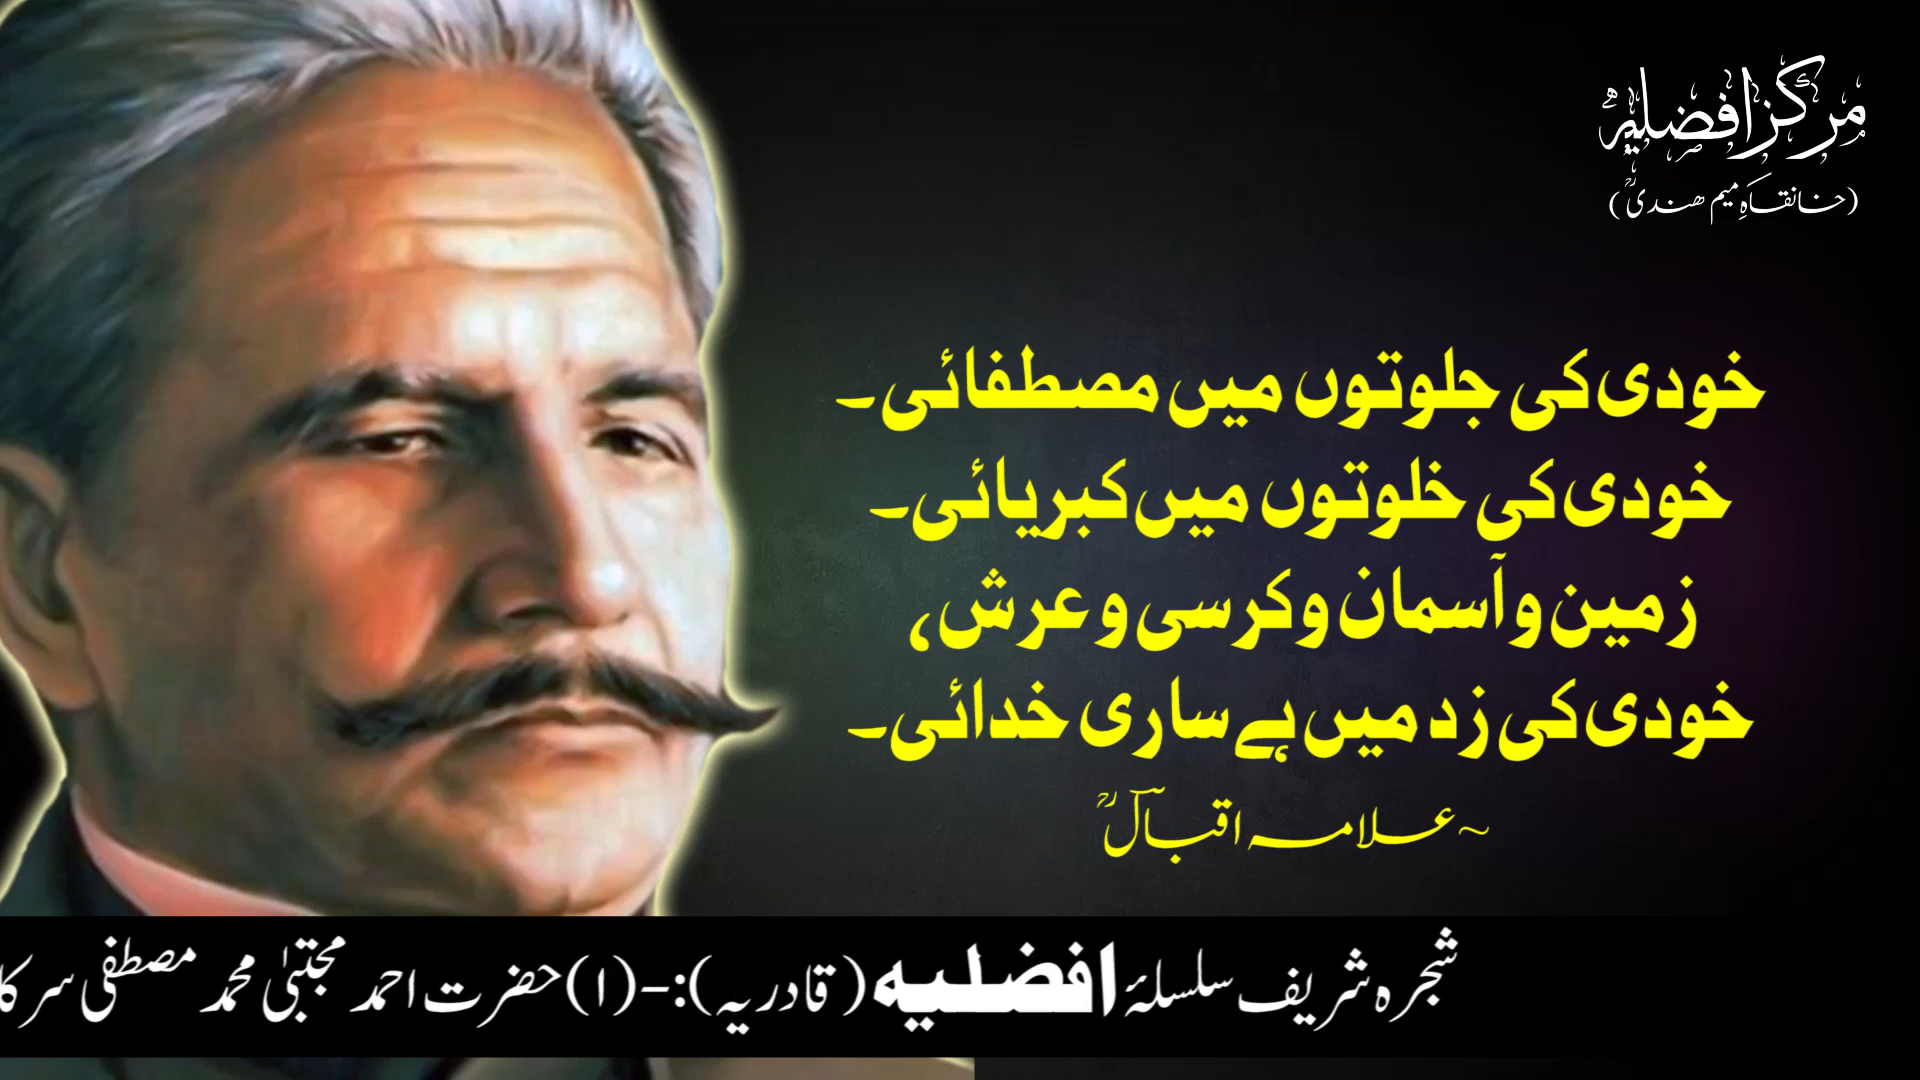 مرکز افضلیہ
(خانقاہِ میم ھندیؒ)
خودی کی جلوتوں میں مصطفائی۔
خودی کی خلوتوں میں کبریائی۔
زمین و آسمان و کرسی و عرش،
خودی کی زد میں ہے ساری خدائی۔
~ علامہ اقبالؒ
شجرہ شریف سلسلۂ افضلیہ (قادریہ):- (۱) حضرت احمد مجتبیٰ محمد مصطفی سرکا